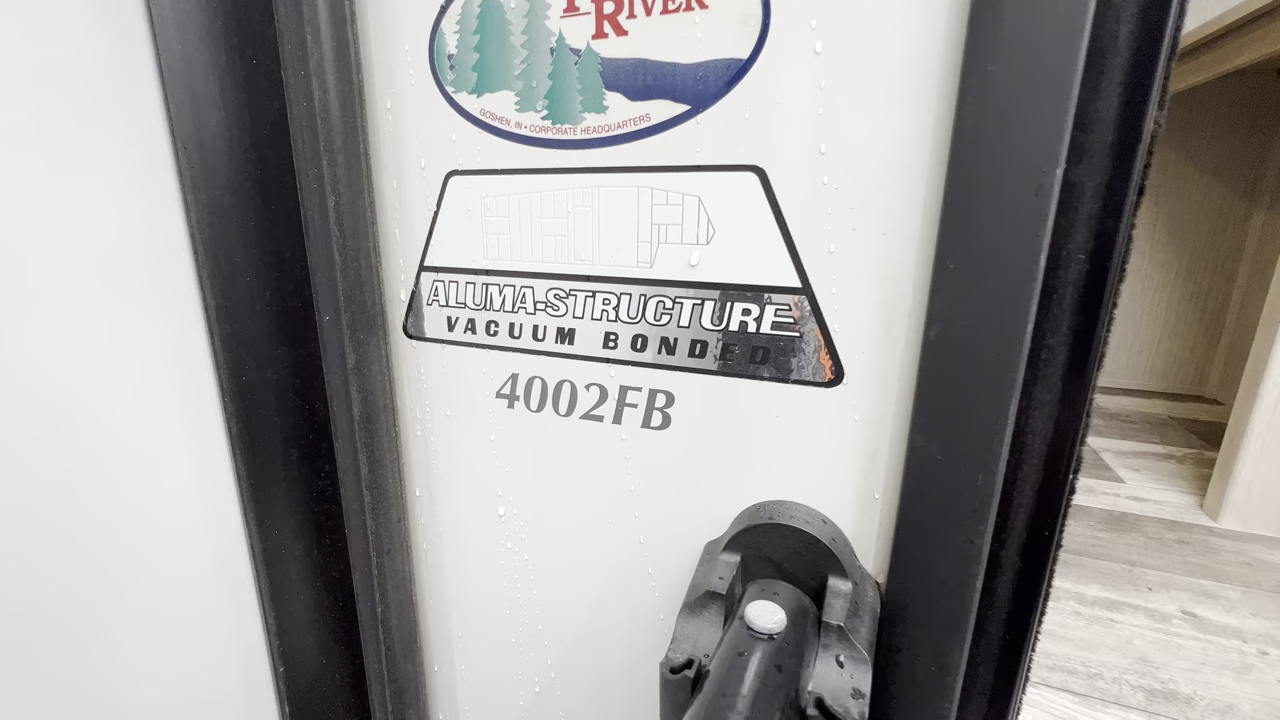 RIVER
GOSHEN, IN • CORPORATE HEADQUARTERS
ALUMA-STRUCTURE
VACUUM BONDED
4002FB